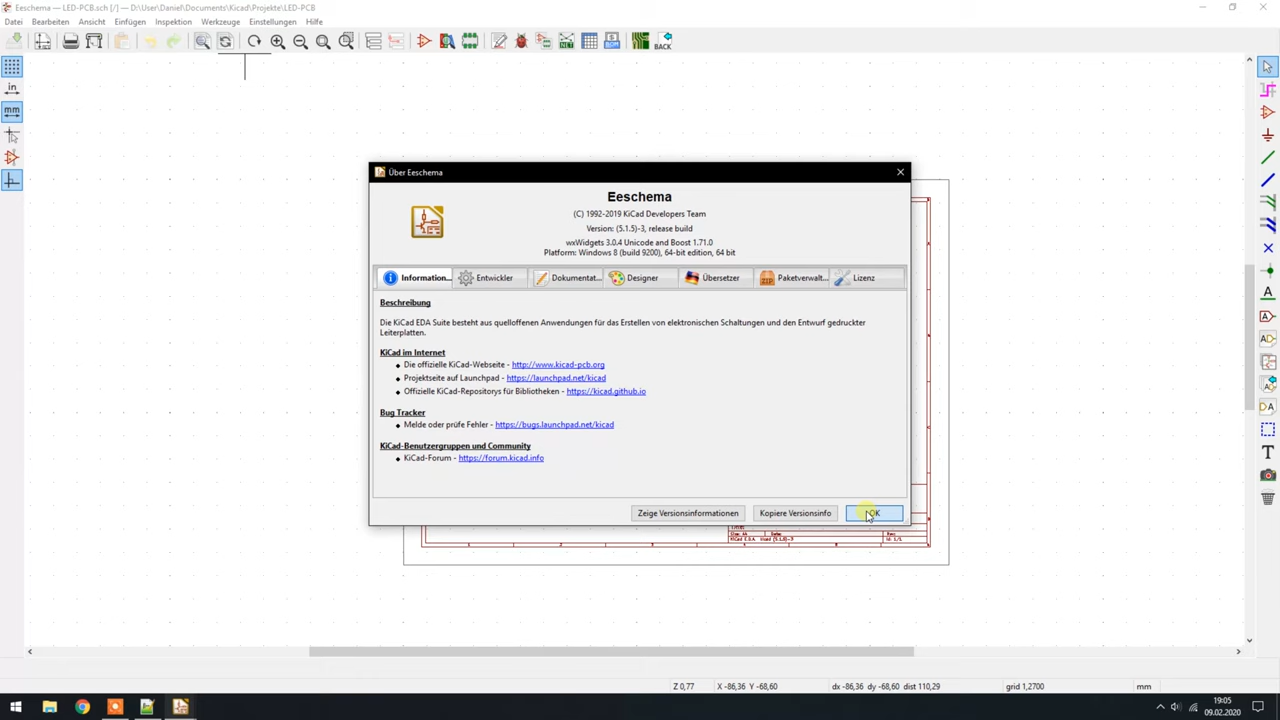 Eeschema — LED-PCB.sch [/] — D:\User\Daniel\Documents\Kicad\Projekte\LED-PCB
Datei Bearbeiten Ansicht Einfügen Inspektion Werkzeuge Einstellungen Hilfe
BOM
BACK
in
mm
NET
Über Eeschema
Eeschema
(C) 1992-2019 KiCad Developers Team
Version: (5.1.5)-3, release build
wxWidgets 3.0.4 Unicode and Boost 1.71.0
Platform: Windows 8 (build 9200), 64-bit edition, 64 bit
Information... Entwickler Dokumentat... Designer Übersetzer Paketverwalt... Lizenz
Beschreibung
Die KiCad EDA Suite besteht aus quelloffenen Anwendungen für das Erstellen von elektronischen Schaltungen und den Entwurf gedruckter
Leiterplatten.
KiCad im Internet
Die offizielle KiCad-Webseite - http://www.kicad-pcb.org
Projektseite auf Launchpad - https://launchpad.net/kicad
Offizielle KiCad-Repositorys für Bibliotheken - https://kicad.github.io
Bug Tracker
Melde oder prüfe Fehler - https://bugs.launchpad.net/kicad
KiCad-Benutzergruppen und Community
KiCad-Forum - https://forum.kicad.info
Zeige Versionsinformationen Kopiere Versionsinfo OK
Z 0,77 X -86,36 Y -68,60 dx -86,36 dy -68,60 dist 110,29 grid 1,2700 mm
19:05
09.02.2020